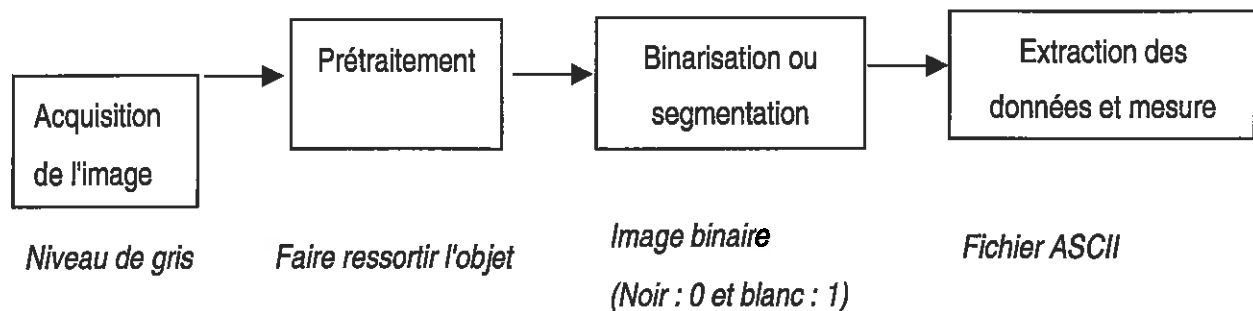 Acquisition
de l'image
Prétraitement
Binarisation ou
segmentation
Extraction des
données et mesure
Niveau de gris
Faire ressortir l'objet
Image binaire
(Noir : 0 et blanc : 1)
Fichier ASCII